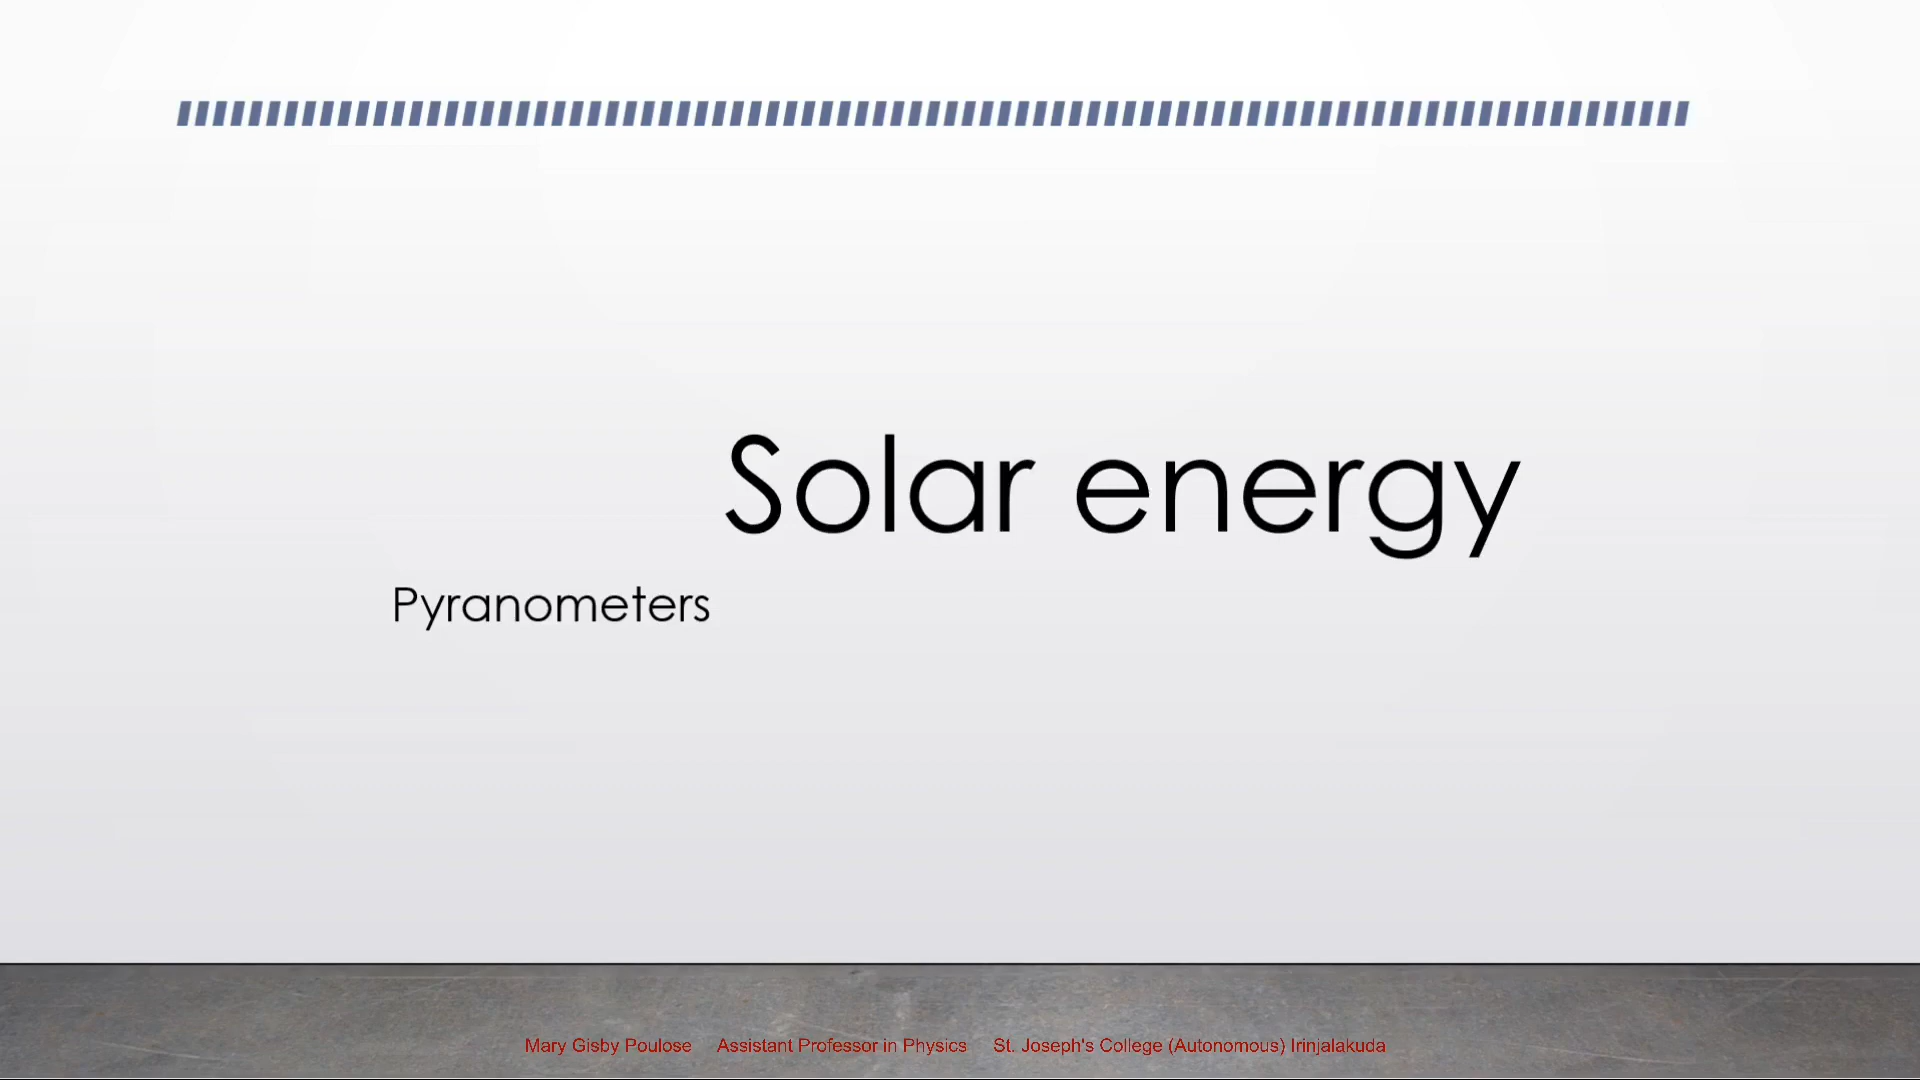 Solar energy
Pyranometers
Mary Gisby Poulose Assistant Professor in Physics St. Joseph's College (Autonomous) Irinjalakuda